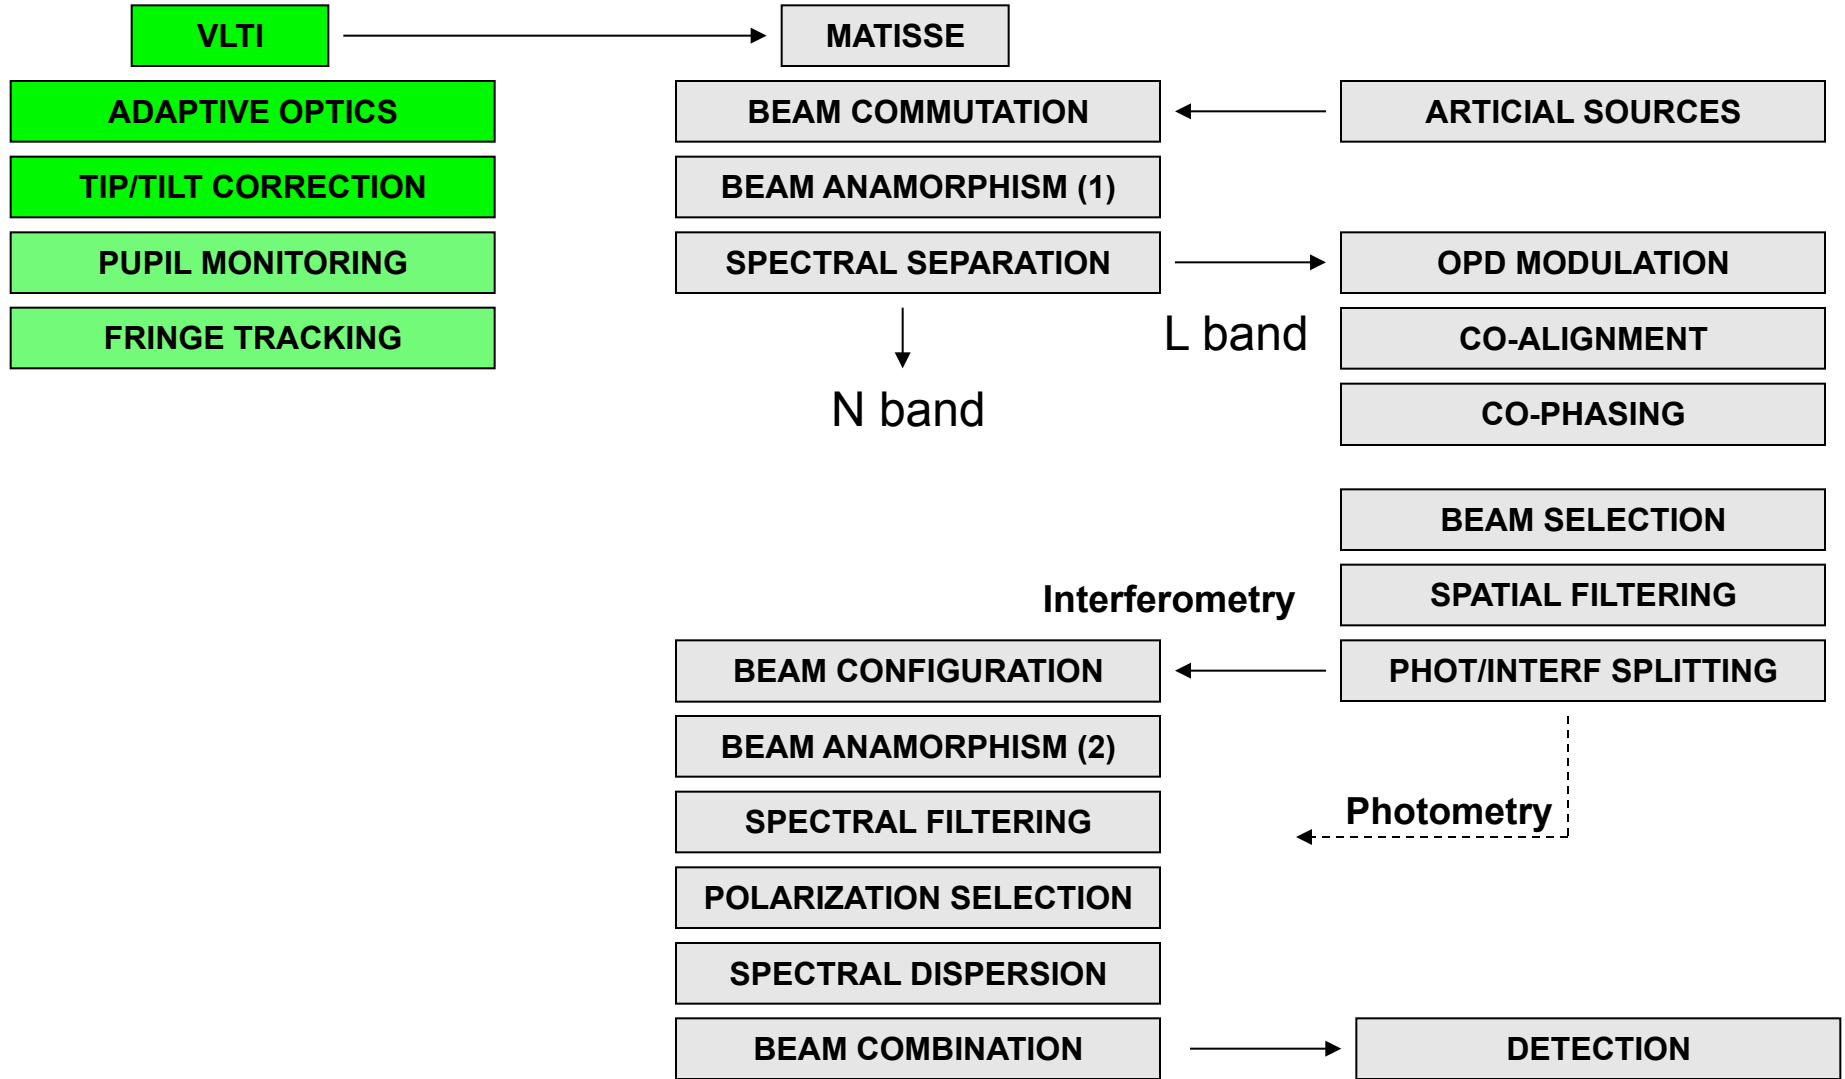 VLTI
MATISSE
ADAPTIVE OPTICS
BEAM COMMUTATION
ARTICIAL SOURCES
TIP/TILT CORRECTION
BEAM ANAMORPHISM (1)
PUPIL MONITORING
SPECTRAL SEPARATION
OPD MODULATION
FRINGE TRACKING
L band
CO-ALIGNMENT
N band
CO-PHASING
BEAM SELECTION
Interferometry
SPATIAL FILTERING
BEAM CONFIGURATION
PHOT/INTERF SPLITTING
BEAM ANAMORPHISM (2)
Photometry
SPECTRAL FILTERING
POLARIZATION SELECTION
SPECTRAL DISPERSION
BEAM COMBINATION
DETECTION